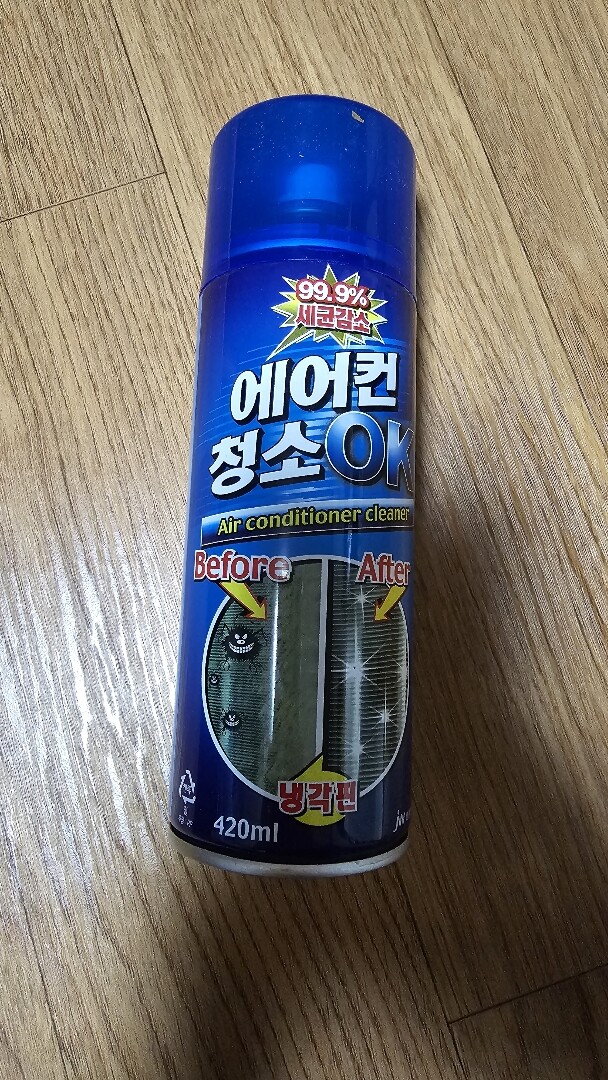 99.9%
세균감소
에어컨
청소OK
Air conditioner cleaner
Before
After
냉각핀
420ml